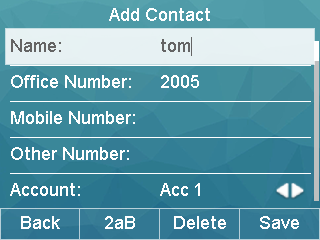 Add Contact
Name: tom
Office Number: 2005
Mobile Number:
Other Number:
Account: Acc 1
Back 2aB Delete Save